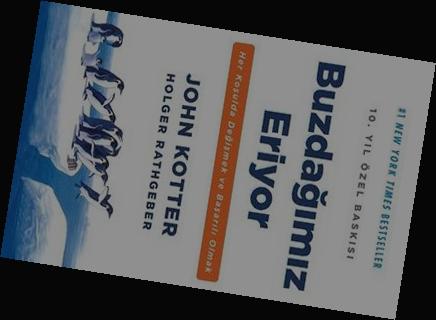 #1 NEW YORK TIMES BESTSELLER
10. YIL ÖZEL BASKISI
Buzdağımız
Eriyor
Her Koşulda Değişmek ve Başarılı Olmak
JOHN KOTTER
HOLGER RATHGEBER